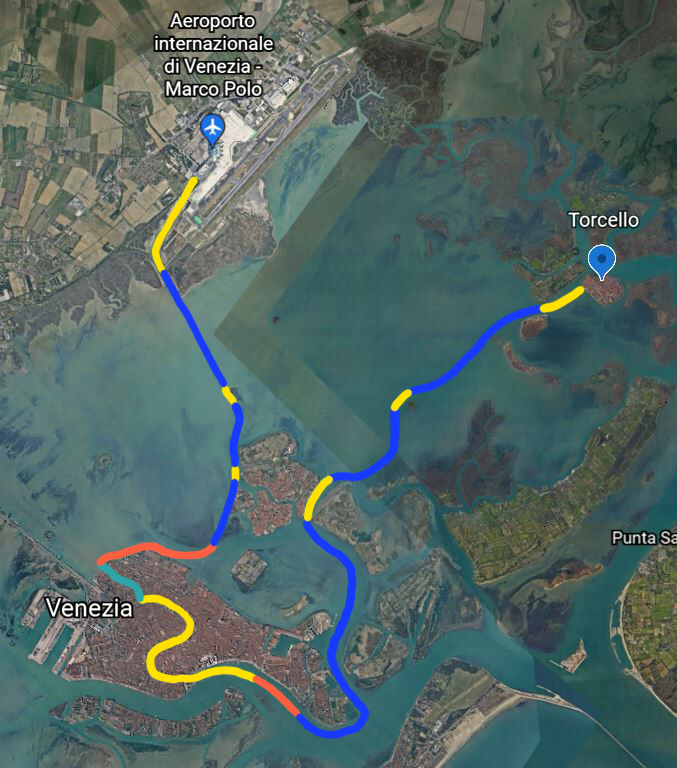 Aeroporto
internazionale
di Venezia -
Marco Polo
Torcello
Punta Sa
Venezia